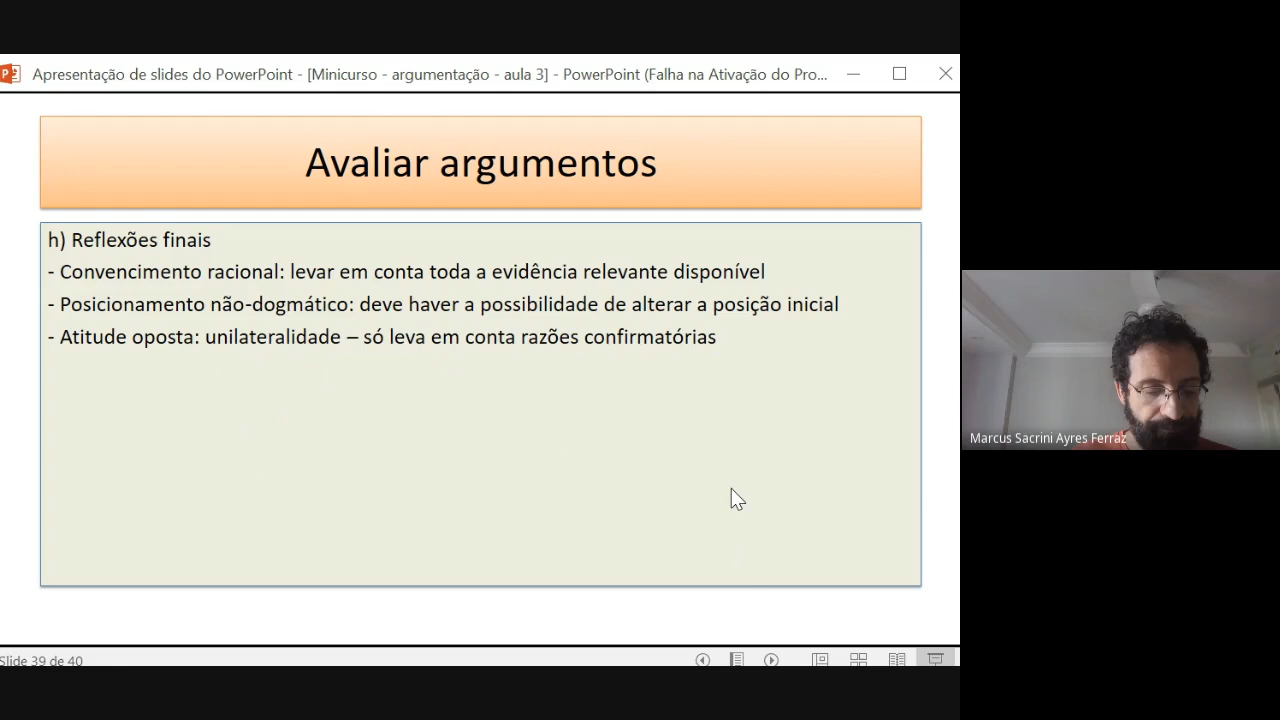 Apresentação de slides do PowerPoint - [Minicurso - argumentação - aula 3] - PowerPoint (Falha na Ativação do Pro...
Avaliar argumentos
h) Reflexões finais
- Convencimento racional: levar em conta toda a evidência relevante disponível
- Posicionamento não-dogmático: deve haver a possibilidade de alterar a posição inicial
- Atitude oposta: unilateralidade – só leva em conta razões confirmatórias
Marcus Sacrini Ayres Ferraz
Slide 39 de 40